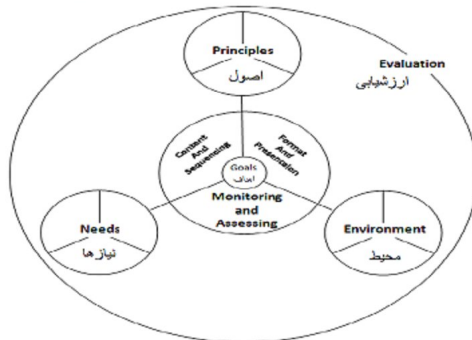 Principles
اصول
Evaluation
ارزشیابی
Content
And
Sequencing
Format
And
Presentation
Goals
اهداف
Monitoring
and
Assessing
Needs
نیازها
Environment
محیط